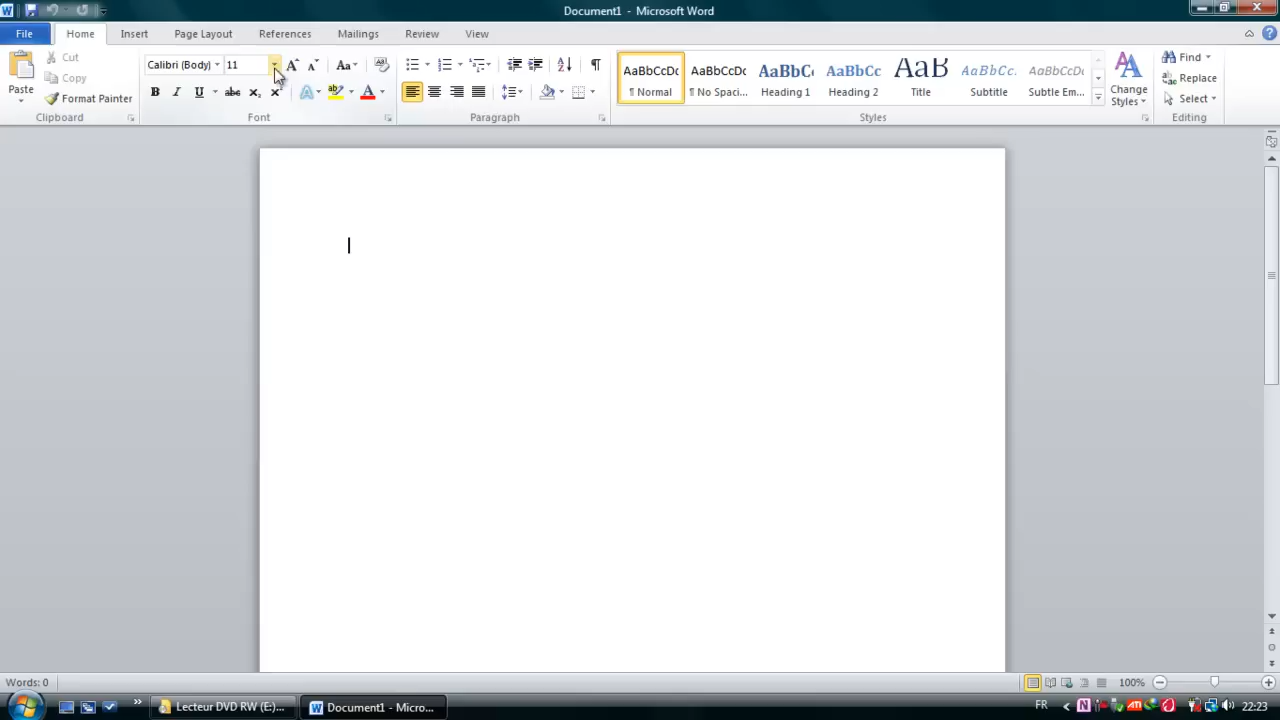 Document1 - Microsoft Word
File Home Insert Page Layout References Mailings Review View
Paste
Cut
Copy
Format Painter
Clipboard
Calibri (Body) 11
Font
Paragraph
AaBbCcDc AaBbCcDc AaBbC AaBbCc AaB AaBbCc. AaBbCcDc
¶ Normal ¶ No Spaci... Heading 1 Heading 2 Title Subtitle Subtle Em...
Change Styles
Styles
Find
Replace
Select
Editing
Words: 0
100%
Lecteur DVD RW (E:)...
Document1 - Micro...
FR
22:23